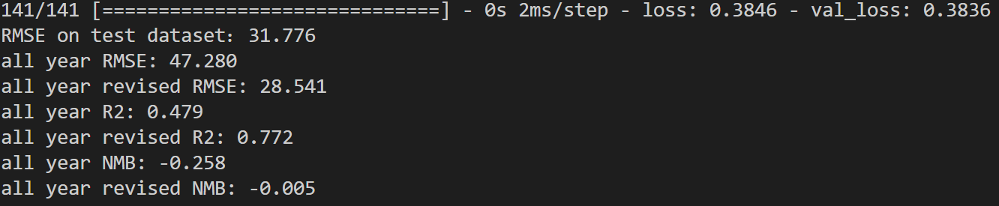 141/141 [==============================] - 0s 2ms/step - loss: 0.3846 - val_loss: 0.3836
RMSE on test dataset: 31.776
all year RMSE: 47.280
all year revised RMSE: 28.541
all year R2: 0.479
all year revised R2: 0.772
all year NMB: -0.258
all year revised NMB: -0.005